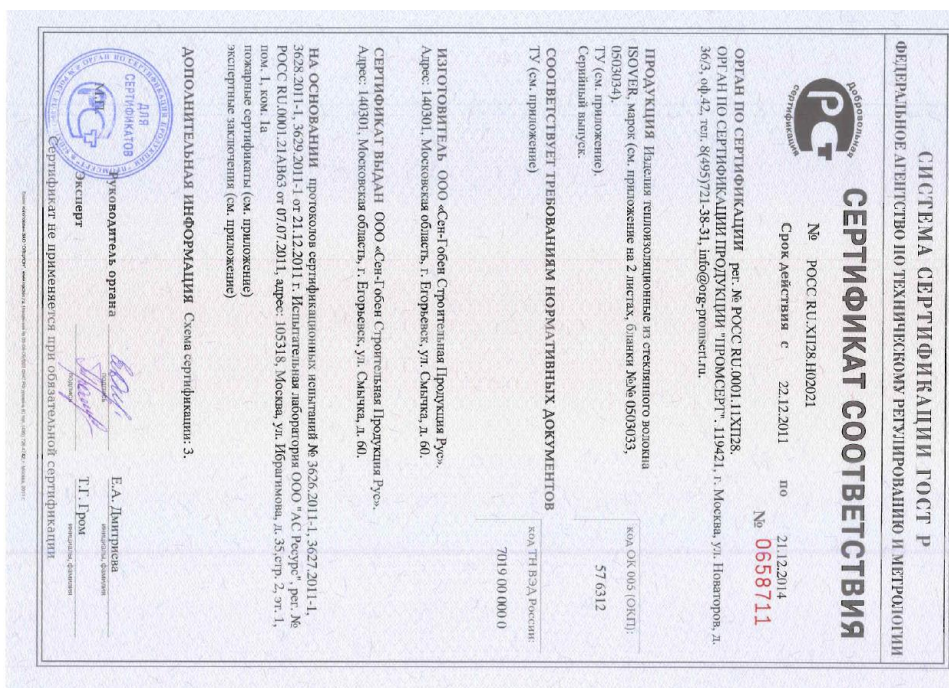 СИСТЕМА СЕРТИФИКАЦИИ ГОСТ Р
ФЕДЕРАЛЬНОЕ АГЕНТСТВО ПО ТЕХНИЧЕСКОМУ РЕГУЛИРОВАНИЮ И МЕТРОЛОГИИ
СЕРТИФИКАТ СООТВЕТСТВИЯ
Добровольная
РСТ
сертификация
№ РОСС RU.ХП28.Н02021
Срок действия с 22.12.2011 по 21.12.2014
№ 0658711
ОРГАН ПО СЕРТИФИКАЦИИ рег. № РОСС RU.0001.11ХП28.
ОРГАН ПО СЕРТИФИКАЦИИ ПРОДУКЦИИ "ПРОМСЕРТ". 119421, г. Москва, ул. Новаторов, д.
36/3, оф.42, тел. 8(495)721-38-31, info@org-promsert.ru.
ПРОДУКЦИЯ Изделия теплоизоляционные из стеклянного волокна
ISOVER, марок (см. приложение на 2 листах, бланки №№ 0503033,
0503034).
ТУ (см. приложение).
Серийный выпуск.
код ОК 005 (ОКП):
57 6312
СООТВЕТСТВУЕТ ТРЕБОВАНИЯМ НОРМАТИВНЫХ ДОКУМЕНТОВ
ТУ (см. приложение)
код ТН ВЭД России:
7019 00 000 0
ИЗГОТОВИТЕЛЬ ООО «Сен-Гобен Строительная Продукция Рус».
Адрес: 140301, Московская область, г. Егорьевск, ул. Смычка, д. 60.
СЕРТИФИКАТ ВЫДАН ООО «Сен-Гобен Строительная Продукция Рус».
Адрес: 140301, Московская область, г. Егорьевск, ул. Смычка, д. 60.
НА ОСНОВАНИИ протоколов сертификационных испытаний № 3626.2011-1, 3627.2011-1,
3628.2011-1, 3629.2011-1 от 21.12.2011 г. Испытательная лаборатория ООО "АС Ресурс", рег. №
РОСС RU.0001.21АВ63 от 07.07.2011, адрес: 105318, Москва, ул. Ибрагимова, д. 35,стр. 2, эт. 1,
пом. 1, ком. 1а
пожарные сертификаты (см. приложение)
экспертные заключения (см. приложение)
ДОПОЛНИТЕЛЬНАЯ ИНФОРМАЦИЯ Схема сертификации: 3.
ДЛЯ
СЕРТИФИКАТОВ
М.П.
РСТ
Руководитель органа
подпись
Е.А. Дмитриева
инициалы, фамилия
Эксперт
подпись
Т.Г. Гром
инициалы, фамилия
Сертификат не применяется при обязательной сертификации